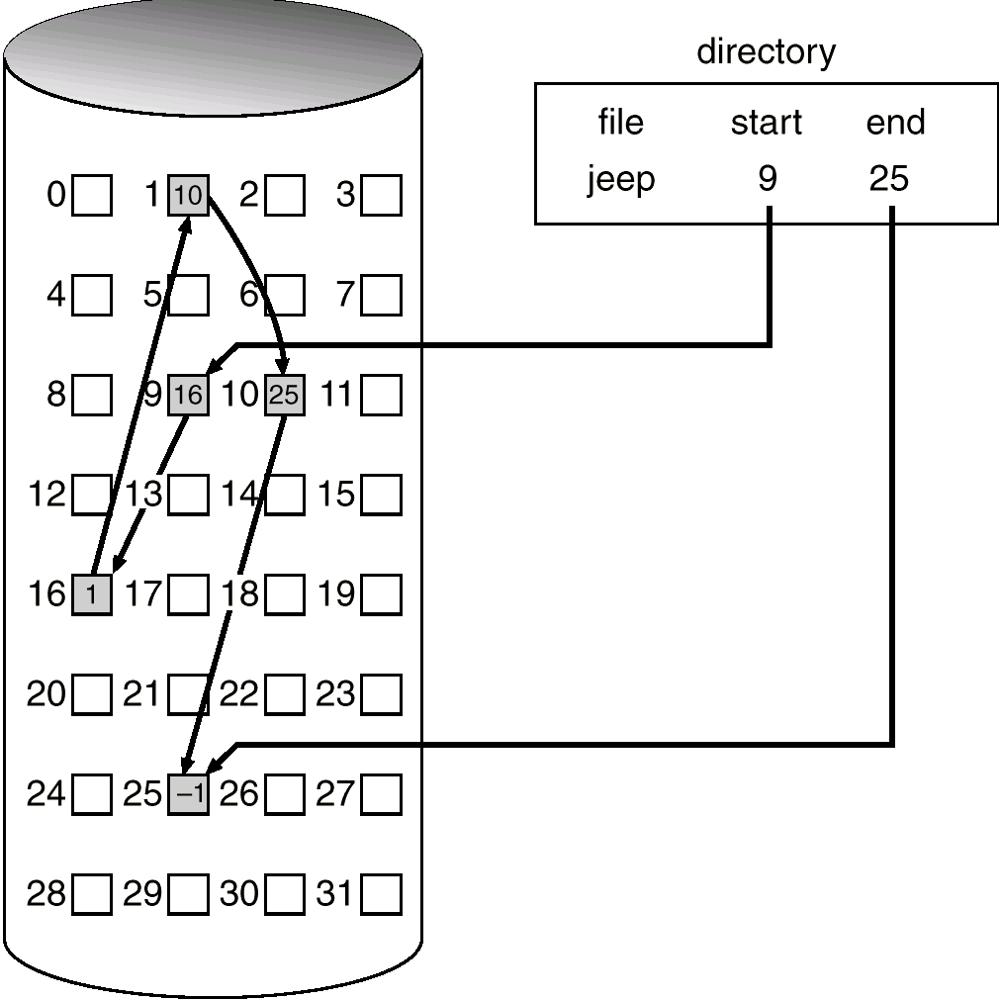 directory
file start end
jeep 9 25
0 1 10 2 3
4 5 6 7
8 9 16 10 25 11
12 13 14 15
16 1 17 18 19
20 21 22 23
24 25 –1 26 27
28 29 30 31